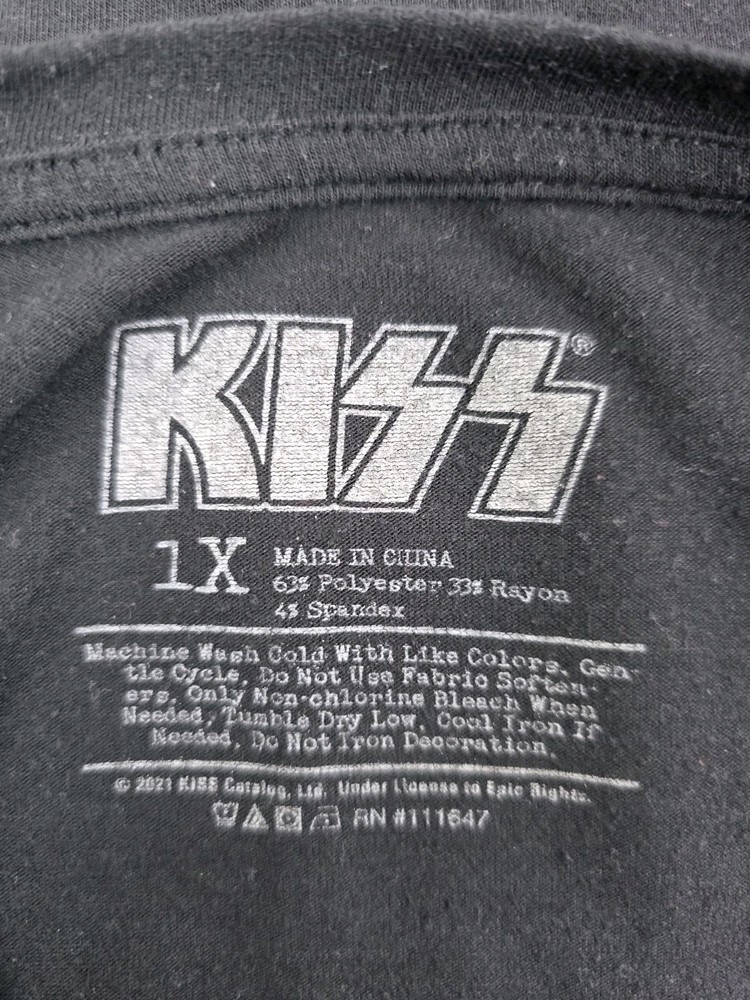 KISS®
1X
MADE IN CHINA
63% Polyester 33% Rayon
4% Spandex
Machine Wash Cold With Like Colors. Gen-
tle Cycle. Do Not Use Fabric Soften-
ers. Only Non-chlorine Bleach When
Needed. Tumble Dry Low. Cool Iron If
Needed. Do Not Iron Decoration.
© 2021 KISS Catalog, Ltd. Under License to Epic Rights.
RN #111647